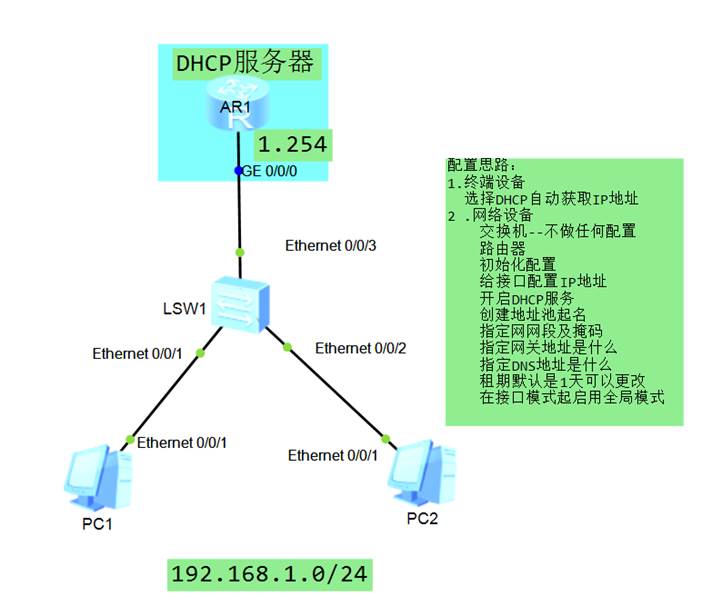 DHCP服务器
AR1
R
1.254
GE 0/0/0
Ethernet 0/0/3
LSW1
Ethernet 0/0/1
Ethernet 0/0/2
Ethernet 0/0/1
Ethernet 0/0/1
PC1
PC2
192.168.1.0/24
配置思路:
1.终端设备
选择DHCP自动获取IP地址
2 .网络设备
交换机--不做任何配置
路由器
初始化配置
给接口配置IP地址
开启DHCP服务
创建地址池起名
指定网网段及掩码
指定网关地址是什么
指定DNS地址是什么
租期默认是1天可以更改
在接口模式起启用全局模式